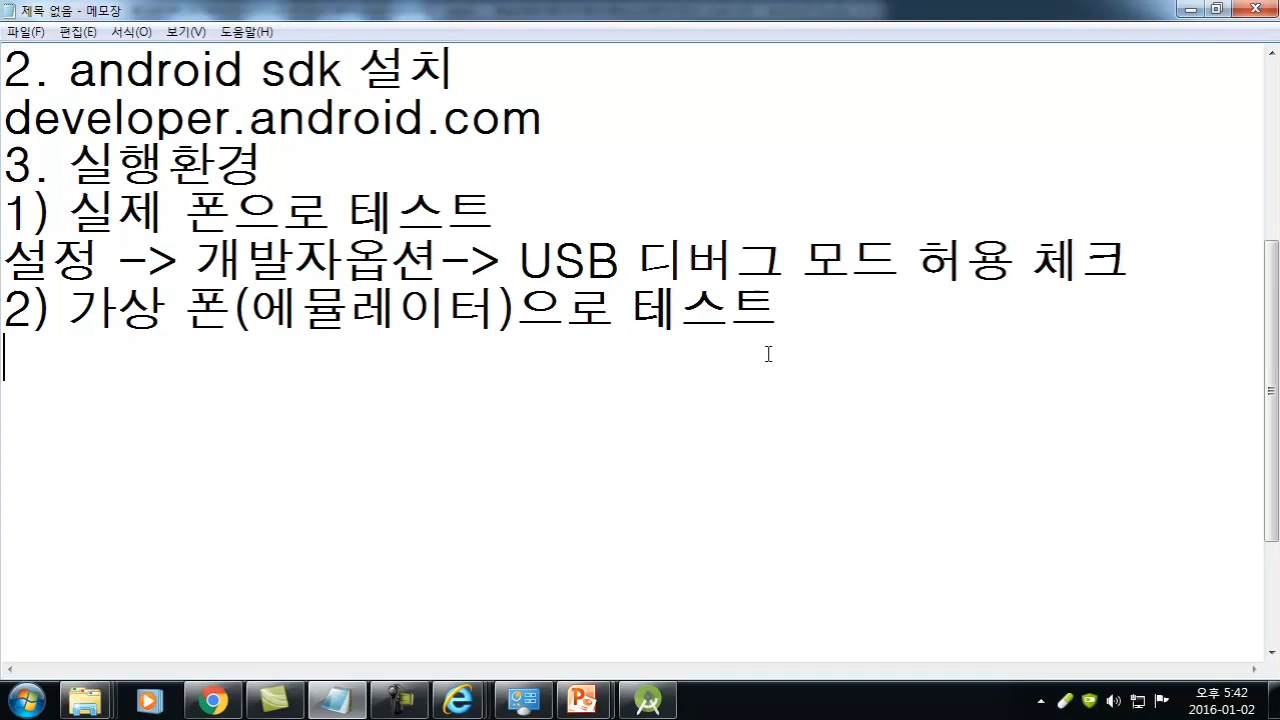 제목 없음 - 메모장
파일(F) 편집(E) 서식(O) 보기(V) 도움말(H)
2. android sdk 설치
developer.android.com
3. 실행환경
1) 실제 폰으로 테스트
설정 -> 개발자옵션-> USB 디버그 모드 허용 체크
2) 가상 폰(에뮬레이터)으로 테스트
오후 5:42
2016-01-02